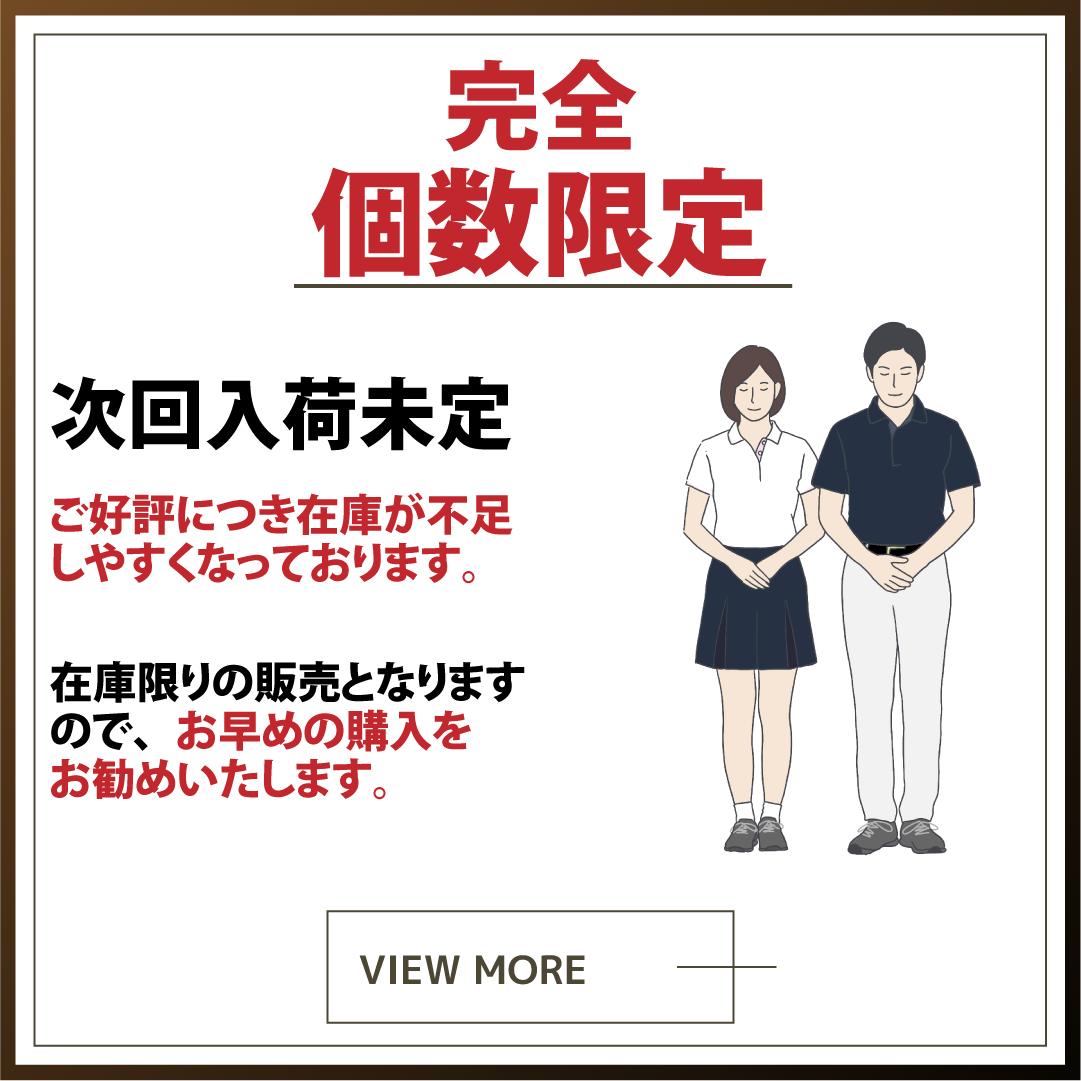 完全
個数限定
次回入荷未定
ご好評につき在庫が不足
しやすくなっております。
在庫限りの販売となります
ので、お早めの購入を
お勧めいたします。
VIEW MORE